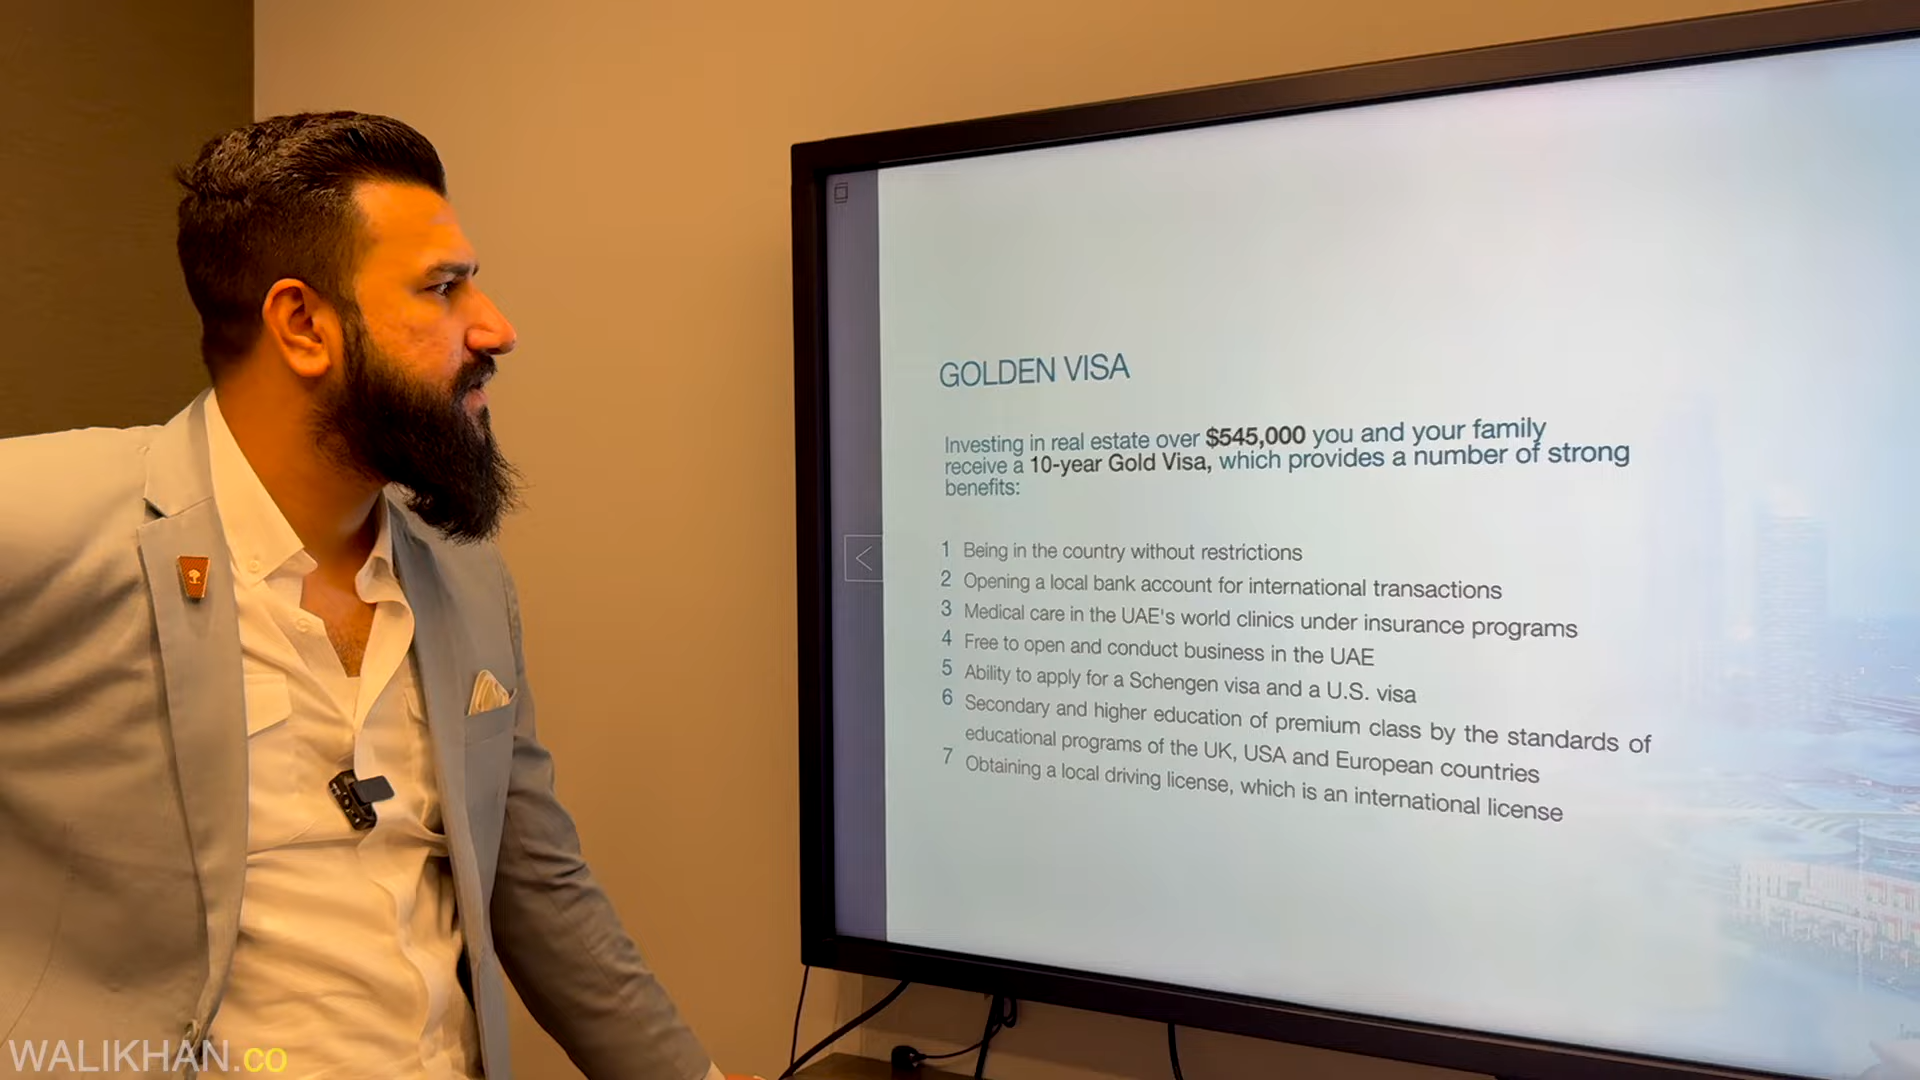 GOLDEN VISA
Investing in real estate over $545,000 you and your family
receive a 10-year Gold Visa, which provides a number of strong
benefits:
1 Being in the country without restrictions
2 Opening a local bank account for international transactions
3 Medical care in the UAE's world clinics under insurance programs
4 Free to open and conduct business in the UAE
5 Ability to apply for a Schengen visa and a U.S. visa
6 Secondary and higher education of premium class by the standards of
educational programs of the UK, USA and European countries
7 Obtaining a local driving license, which is an international license
WALIKHAN.co